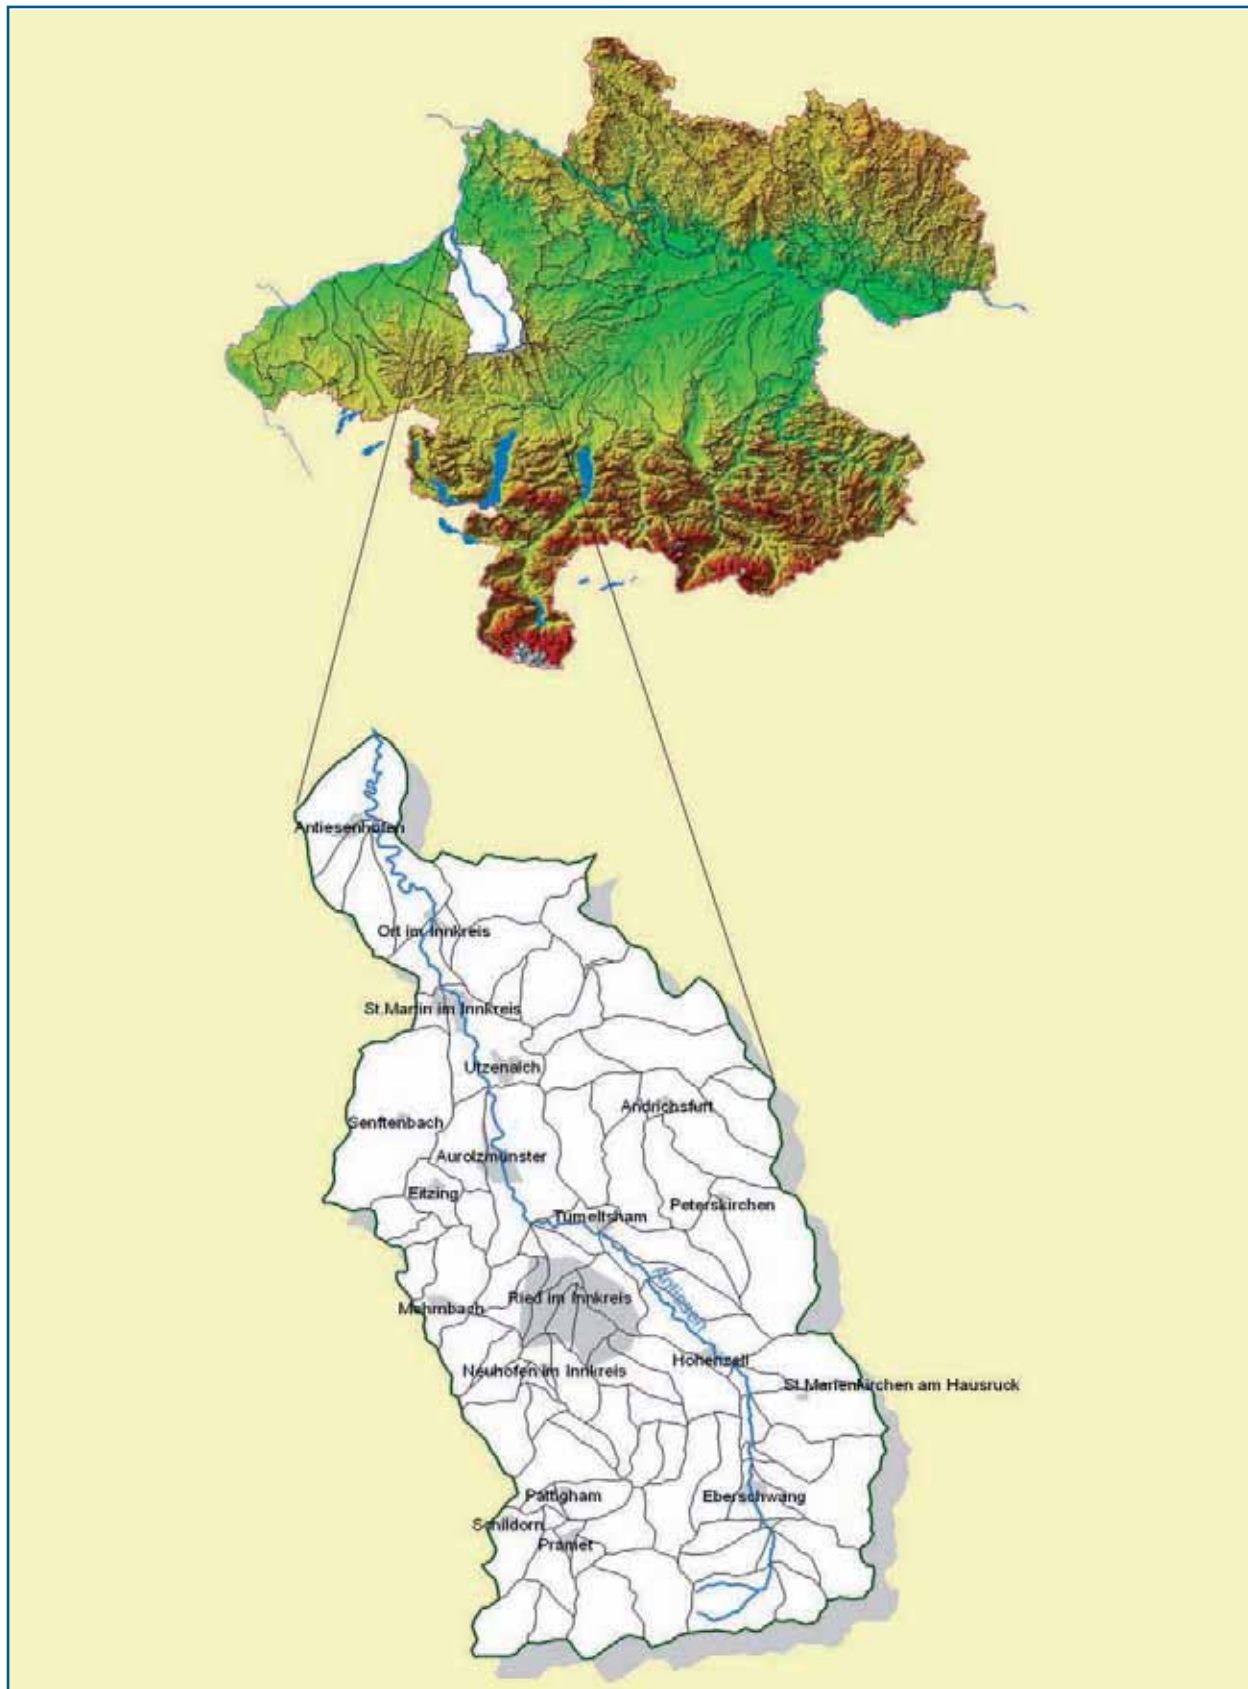 Antiesenhofen
Ort im Innkreis
St.Martin im Innkreis
Utzenaich
Andrichsfurt
Senftenbach
Aurolzmünster
Eitzing
Peterskirchen
Tumeltsham
Antiesen
Ried im Innkreis
Mehrnbach
Hohenzell
Neuhofen im Innkreis
St.Marienkirchen am Hausruck
Pattigham
Eberschwang
Schildorn
Pramet